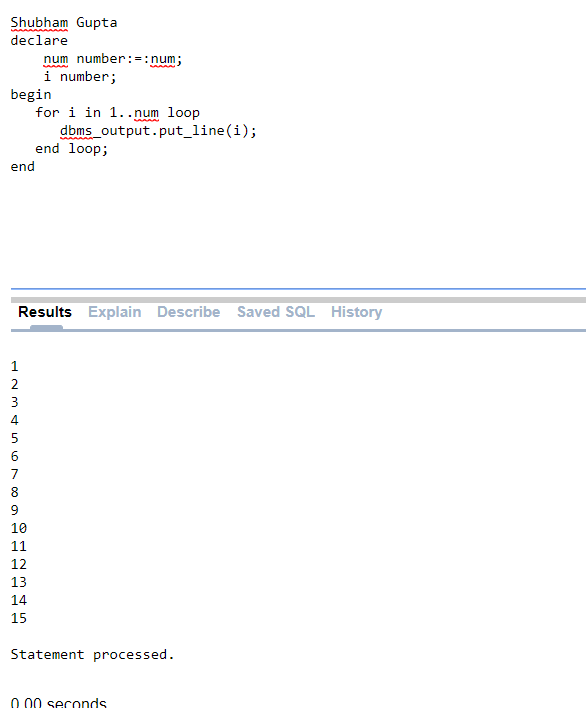 Shubham Gupta
declare
    num number:=:num;
    i number;
begin
   for i in 1..num loop
      dbms_output.put_line(i);
   end loop;
end
Results Explain Describe Saved SQL History
1
2
3
4
5
6
7
8
9
10
11
12
13
14
15
Statement processed.
0.00 seconds